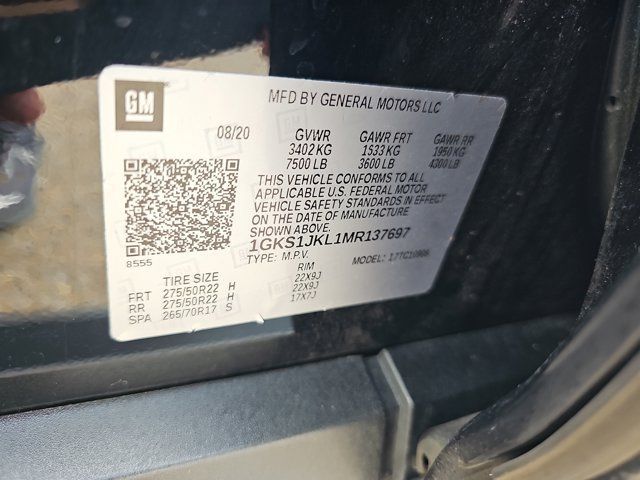 GM
MFD BY GENERAL MOTORS LLC
08/20 GVWR GAWR FRT GAWR RR
3402 KG 1533 KG 1950 KG
7500 LB 3600 LB 4300 LB
THIS VEHICLE CONFORMS TO ALL
APPLICABLE U.S. FEDERAL MOTOR
VEHICLE SAFETY STANDARDS IN EFFECT
ON THE DATE OF MANUFACTURE
SHOWN ABOVE.
1GKS1JKL1MR137697
8555
TYPE: M.P.V. MODEL:
TIRE SIZE RIM
FRT 275/50R22 H 22X9J
RR 275/50R22 H 22X9J
SPA 265/70R17 S 17X7J